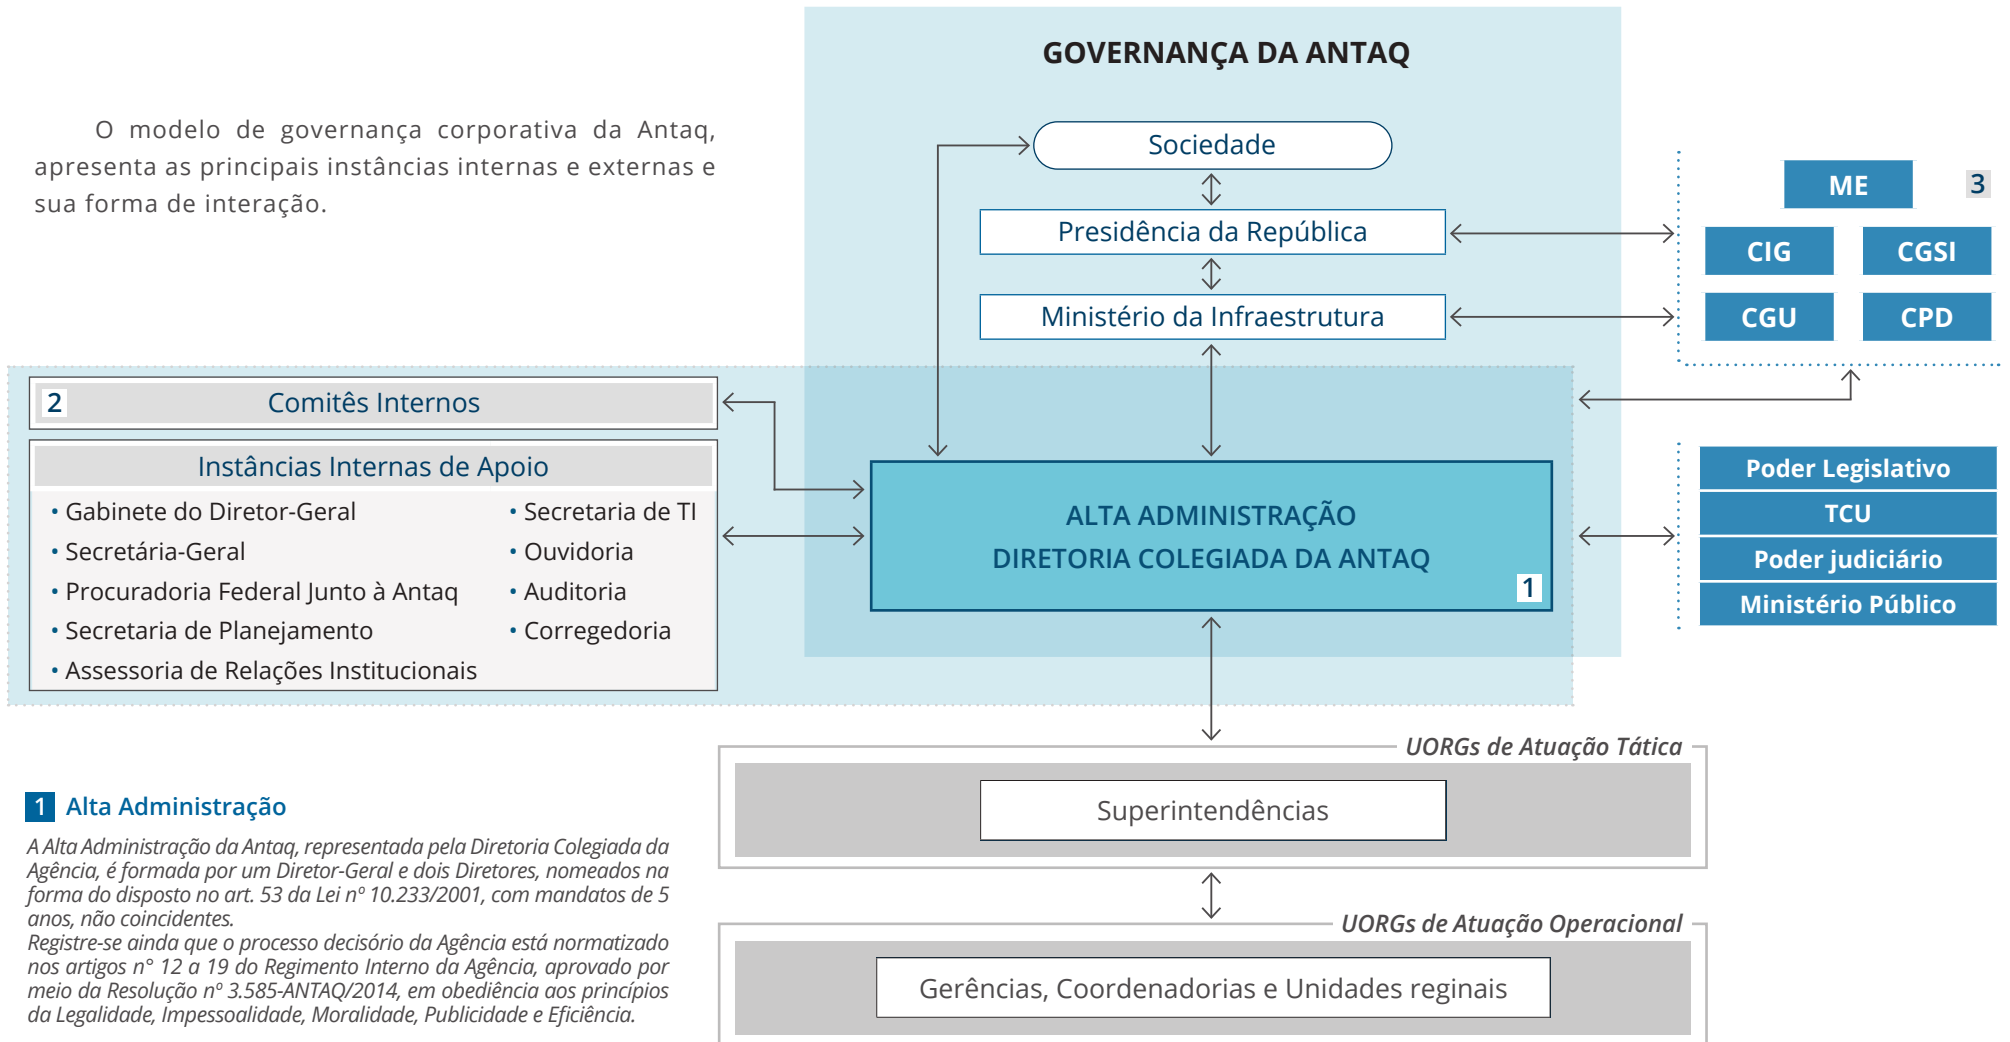 GOVERNANÇA DA ANTAQ
O modelo de governança corporativa da Antaq,
apresenta as principais instâncias internas e externas e
sua forma de interação.
Sociedade
Presidência da República
Ministério da Infraestrutura
ME
3
CIG
CGSI
CGU
CPD
2
Comitês Internos
Instâncias Internas de Apoio
• Gabinete do Diretor-Geral
• Secretária-Geral
• Procuradoria Federal Junto à Antaq
• Secretaria de Planejamento
• Assessoria de Relações Institucionais
• Secretaria de TI
• Ouvidoria
• Auditoria
• Corregedoria
ALTA ADMINISTRAÇÃO
DIRETORIA COLEGIADA DA ANTAQ
1
Poder Legislativo
TCU
Poder judiciário
Ministério Público
UORGs de Atuação Tática
Superintendências
UORGs de Atuação Operacional
Gerências, Coordenadorias e Unidades reginais
1 Alta Administração
A Alta Administração da Antaq, representada pela Diretoria Colegiada da
Agência, é formada por um Diretor-Geral e dois Diretores, nomeados na
forma do disposto no art. 53 da Lei nº 10.233/2001, com mandatos de 5
anos, não coincidentes.
Registre-se ainda que o processo decisório da Agência está normatizado
nos artigos n° 12 a 19 do Regimento Interno da Agência, aprovado por
meio da Resolução nº 3.585-ANTAQ/2014, em obediência aos princípios
da Legalidade, Impessoalidade, Moralidade, Publicidade e Eficiência.